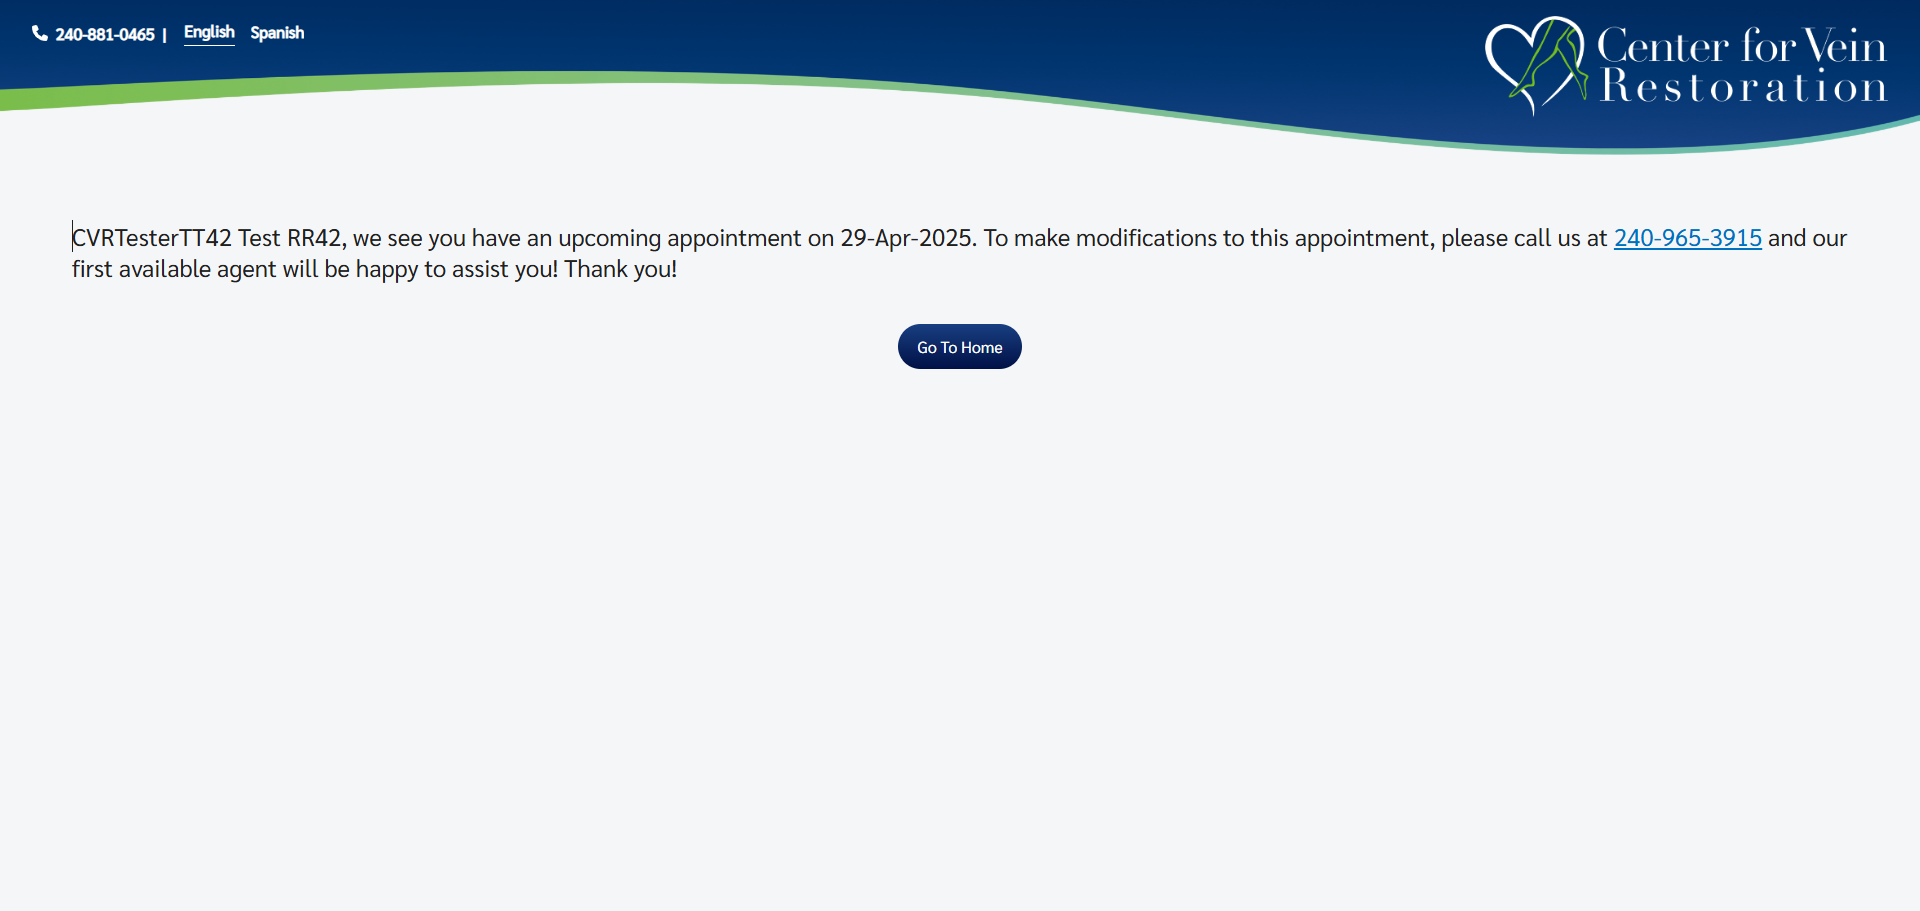 240-881-0465 | English Spanish
Center for Vein
Restoration
CVRTesterTT42 Test RR42, we see you have an upcoming appointment on 29-Apr-2025. To make modifications to this appointment, please call us at 240-965-3915 and our
first available agent will be happy to assist you! Thank you!
Go To Home